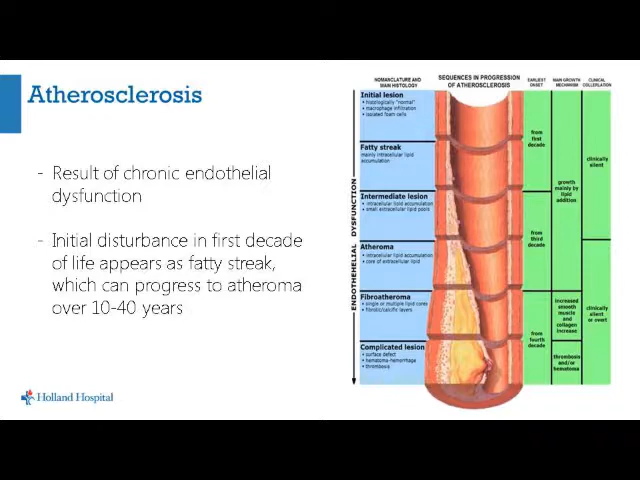 Atherosclerosis
- Result of chronic endothelial
dysfunction
- Initial disturbance in first decade
of life appears as fatty streak,
which can progress to atheroma
over 10-40 years
Holland Hospital
NOMENCLATURE AND
MAIN HISTOLOGY
SEQUENCES IN PROGRESSION
OF ATHEROSCLEROSIS
EARLIEST
ONSET
MAIN GROWTH
MECHANISM
CLINICAL
COLLERLATION
ENDOTHEHELIAL DYSFUNCTION
Initial lesion
• histologically "normal"
• macrophage infiltration
• isolated foam cells
Fatty streak
mainly intracellular lipid
accumulation
Intermediate lesion
• intracellular lipid accumulation
• small extracellular lipid pools
Atheroma
• intracellular lipid accumulation
• core of extracellular lipid
Fibroatheroma
• single or multiple lipid cores
• fibrotic/calcific layers
Complicated lesion
• surface defect
• hematoma-hemorrhage
• thrombosis
from
first
decade
from
third
decade
from
fourth
decade
growth
mainly by
lipid
addition
increased
smooth
muscle
and
collagen
increase
thrombosis
and/or
hematoma
clinically
silent
clinically
silent
or overt